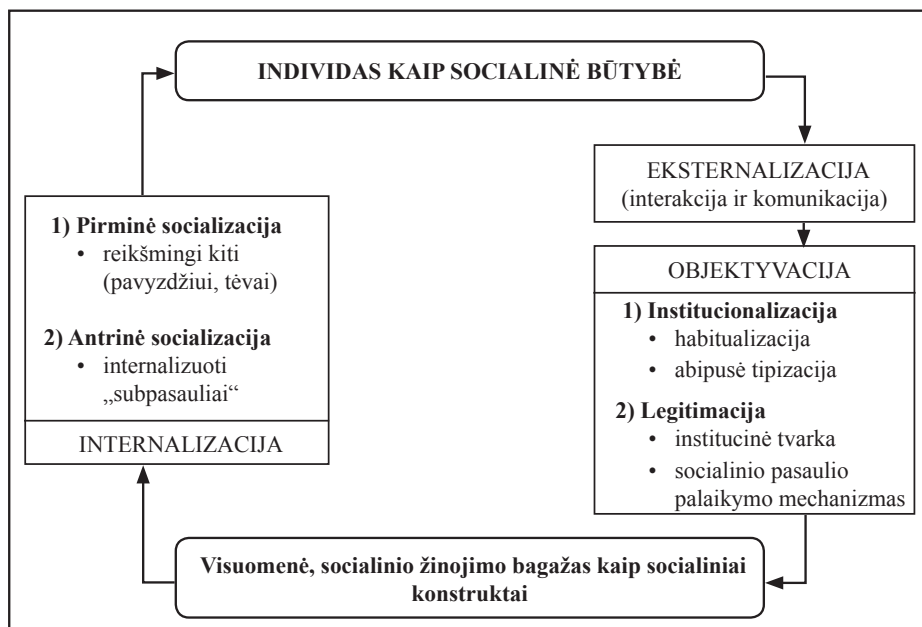 INDIVIDAS KAIP SOCIALINĖ BŪTYBĖ
EKSTERNALIZACIJA
(interakcija ir komunikacija)
OBJEKTYVACIJA
1) Institucionalizacija
• habitualizacija
• abipusė tipizacija
2) Legitimacija
• institucinė tvarka
• socialinio pasaulio
palaikymo mechanizmas
Visuomenė, socialinio žinojimo bagažas kaip socialiniai
konstruktai
1) Pirminė socializacija
• reikšmingi kiti
(pavyzdžiui, tėvai)
2) Antrinė socializacija
• internalizuoti
„subpasauliai“
INTERNALIZACIJA